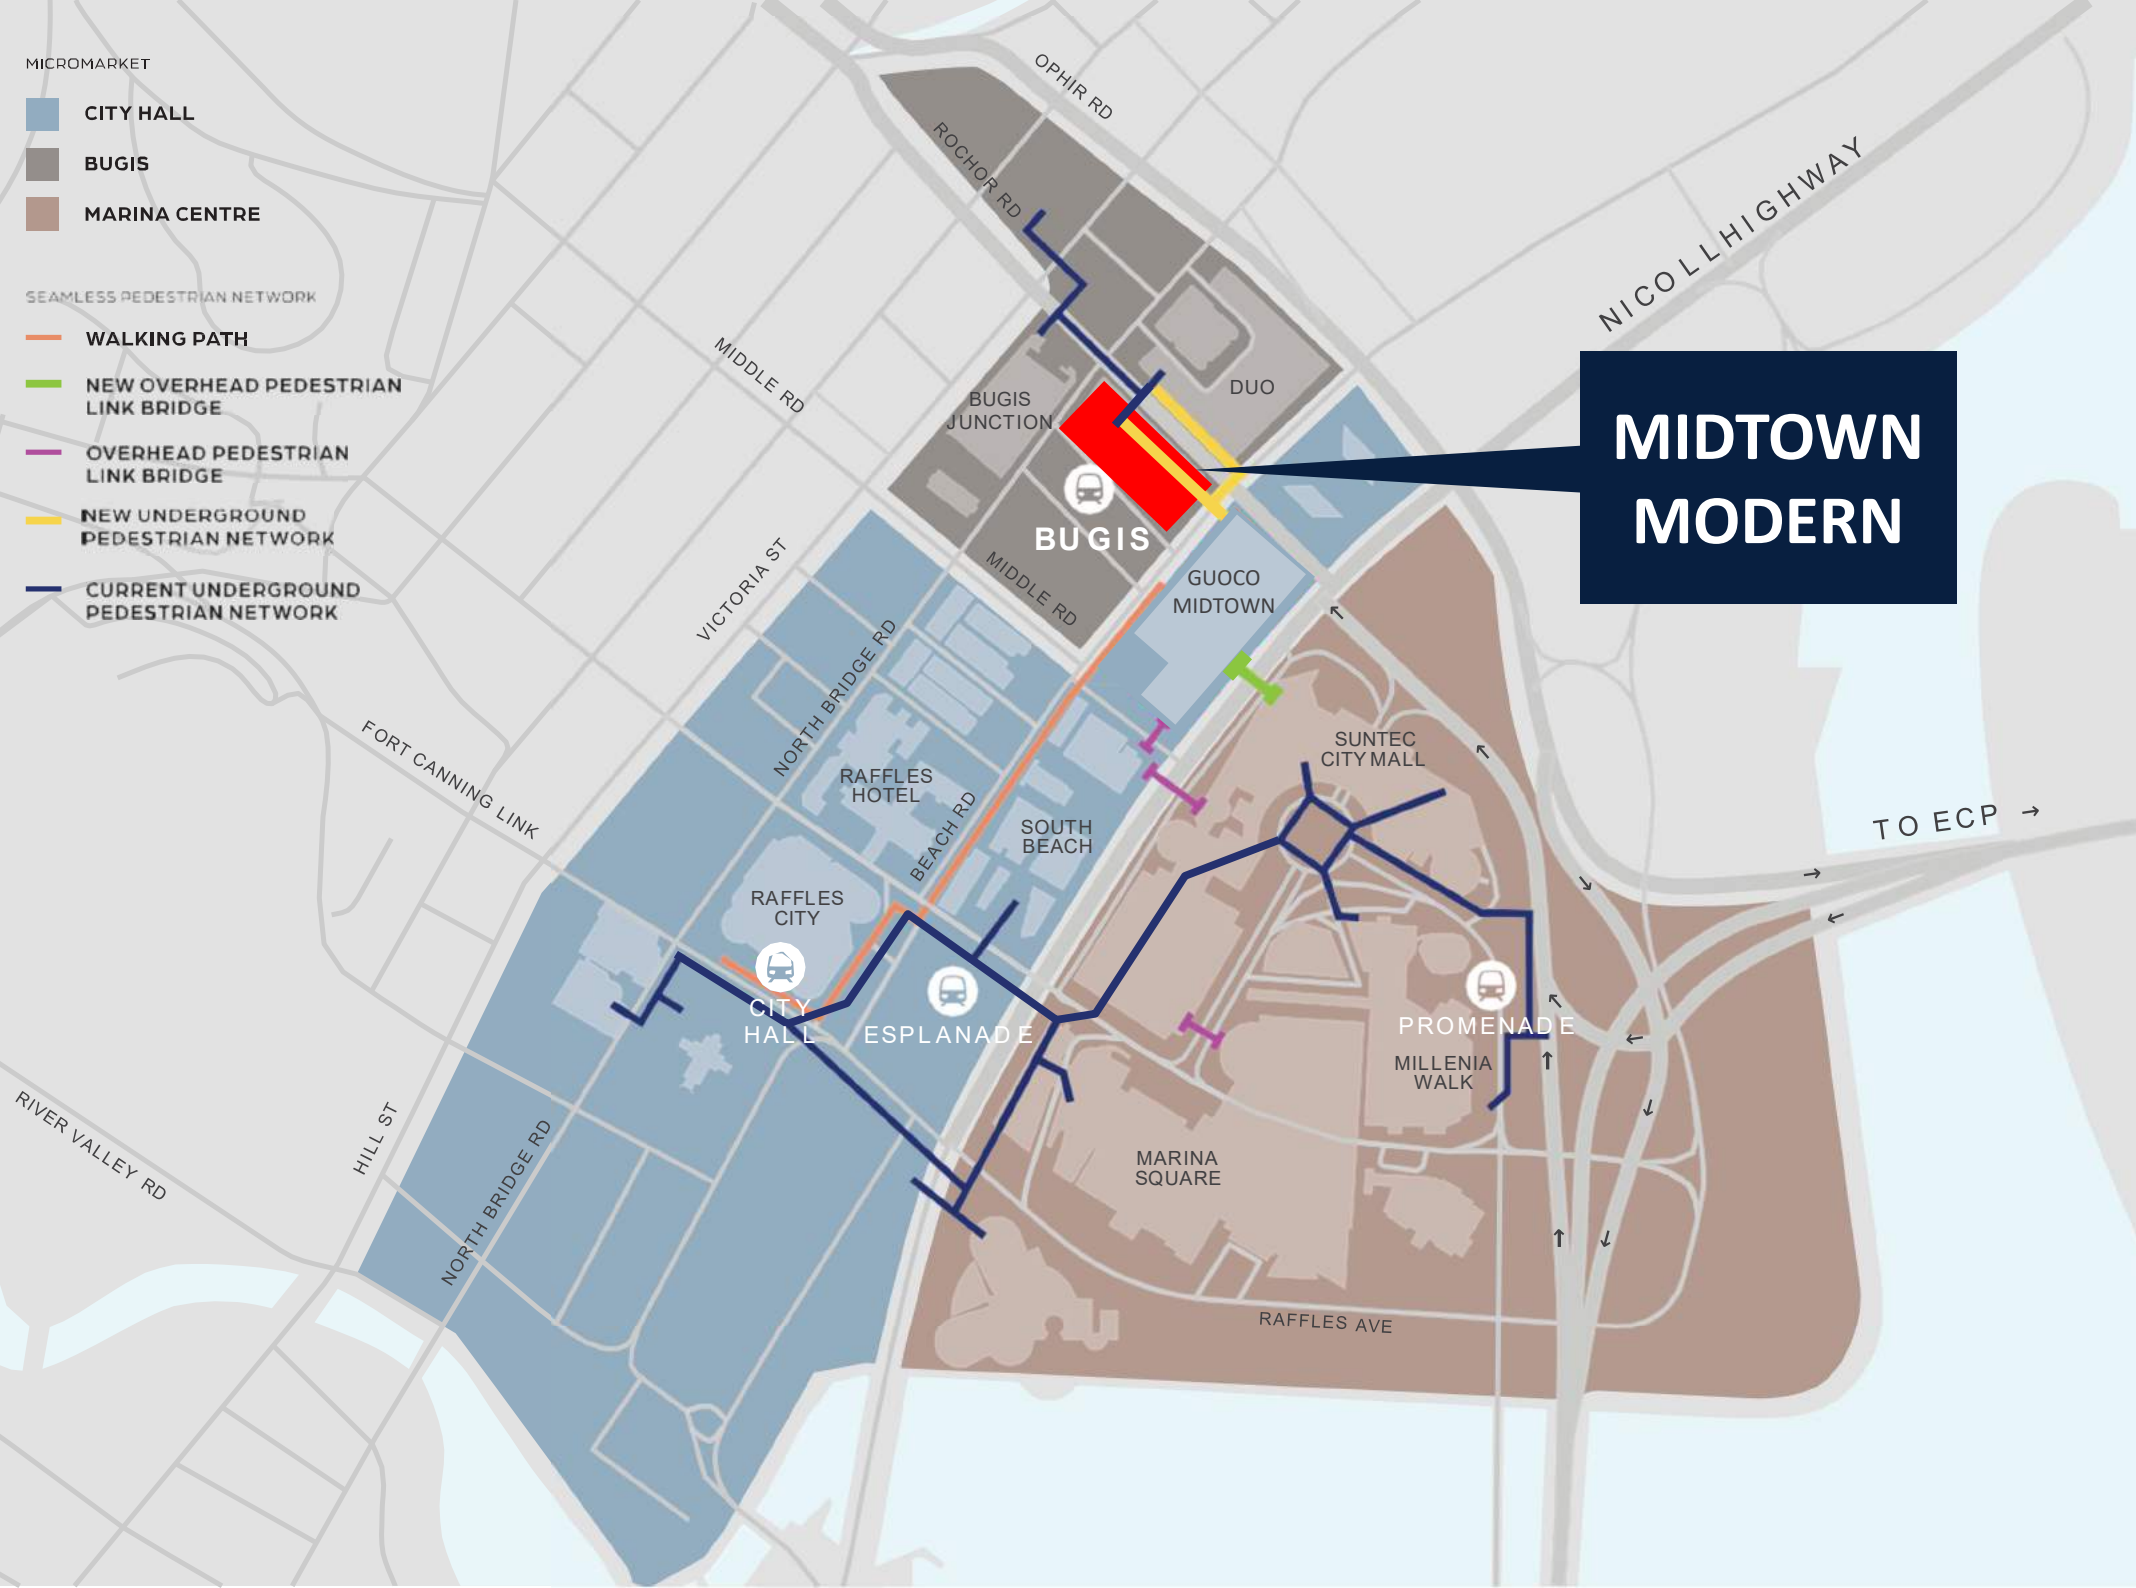 MICROMARKET
CITY HALL
BUGIS
MARINA CENTRE
SEAMLESS PEDESTRIAN NETWORK
WALKING PATH
NEW OVERHEAD PEDESTRIAN
LINK BRIDGE
OVERHEAD PEDESTRIAN
LINK BRIDGE
NEW UNDERGROUND
PEDESTRIAN NETWORK
CURRENT UNDERGROUND
PEDESTRIAN NETWORK
OPHIR RD
ROCHOR RD
NICOLL HIGHWAY
MIDDLE RD
BUGIS
JUNCTION
DUO
MIDTOWN
MODERN
BUGIS
MIDDLE RD
GUOCO
MIDTOWN
VICTORIA ST
NORTH BRIDGE RD
FORT CANNING LINK
RAFFLES
HOTEL
BEACH RD
SOUTH
BEACH
SUNTEC
CITY MALL
TO ECP →
RAFFLES
CITY
CITY
HALL
ESPLANADE
PROMENADE
MILLENIA
WALK
RIVER VALLEY RD
HILL ST
NORTH BRIDGE RD
MARINA
SQUARE
RAFFLES AVE